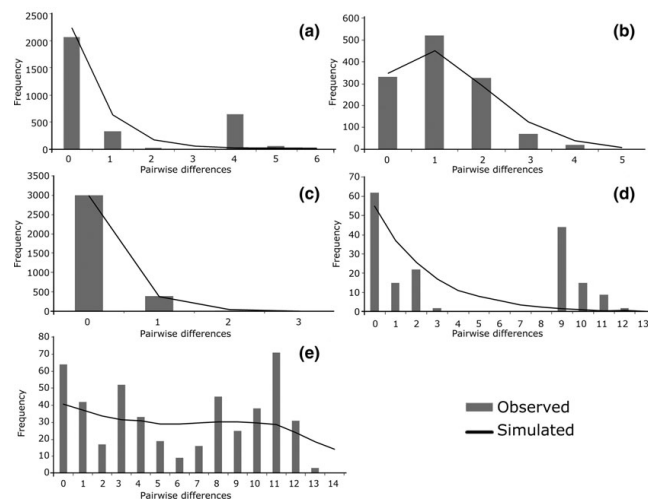 (a)
Frequency
2500
2000
1500
1000
500
0
0 1 2 3 4 5 6
Pairwise differences
(b)
Frequency
600
500
400
300
200
100
0
0 1 2 3 4 5
Pairwise differences
(c)
Frequency
3500
3000
2500
2000
1500
1000
500
0
0 1 2 3
Pairwise differences
(d)
Frequency
70
60
50
40
30
20
10
0
0 1 2 3 4 5 6 7 8 9 10 11 12 13
Pairwise differences
(e)
Frequency
80
70
60
50
40
30
20
10
0
0 1 2 3 4 5 6 7 8 9 10 11 12 13 14
Pairwise differences
Observed
Simulated